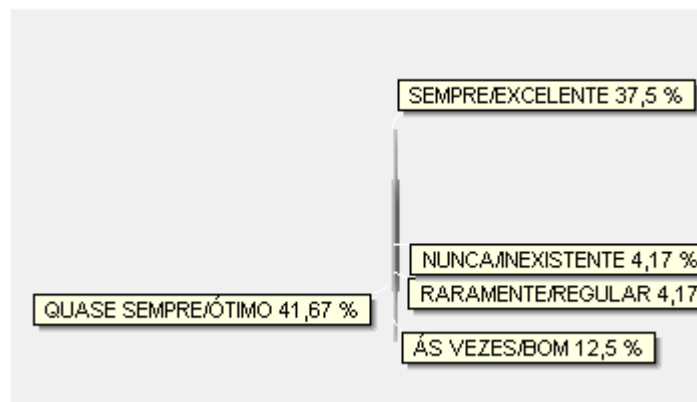 SEMPRE/EXCELENTE 37,5 %
NUNCA/INEXISTENTE 4,17 %
RARAMENTE/REGULAR 4,17
QUASE SEMPRE/ÓTIMO 41,67 %
ÁS VEZES/BOM 12,5 %